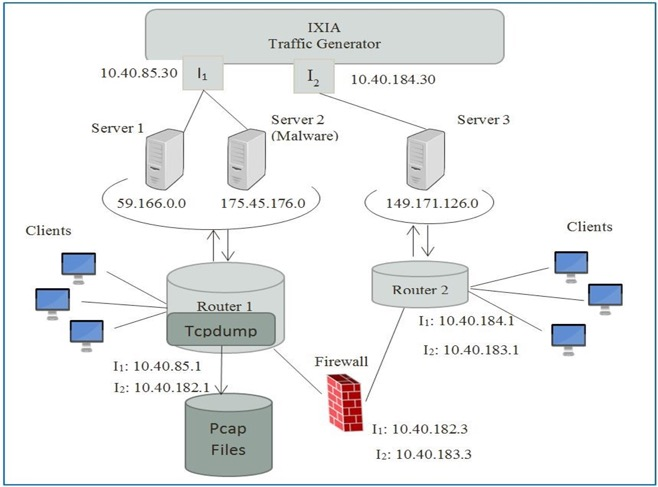 IXIA
Traffic Generator
10.40.85.30
I₁
I₂
10.40.184.30
Server 1
Server 2
(Malware)
Server 3
59.166.0.0
175.45.176.0
149.171.126.0
Clients
Clients
Router 1
Tcpdump
Router 2
I₁: 10.40.184.1
I₂: 10.40.183.1
I₁: 10.40.85.1
I₂: 10.40.182.1
Firewall
Pcap
Files
I₁: 10.40.182.3
I₂: 10.40.183.3